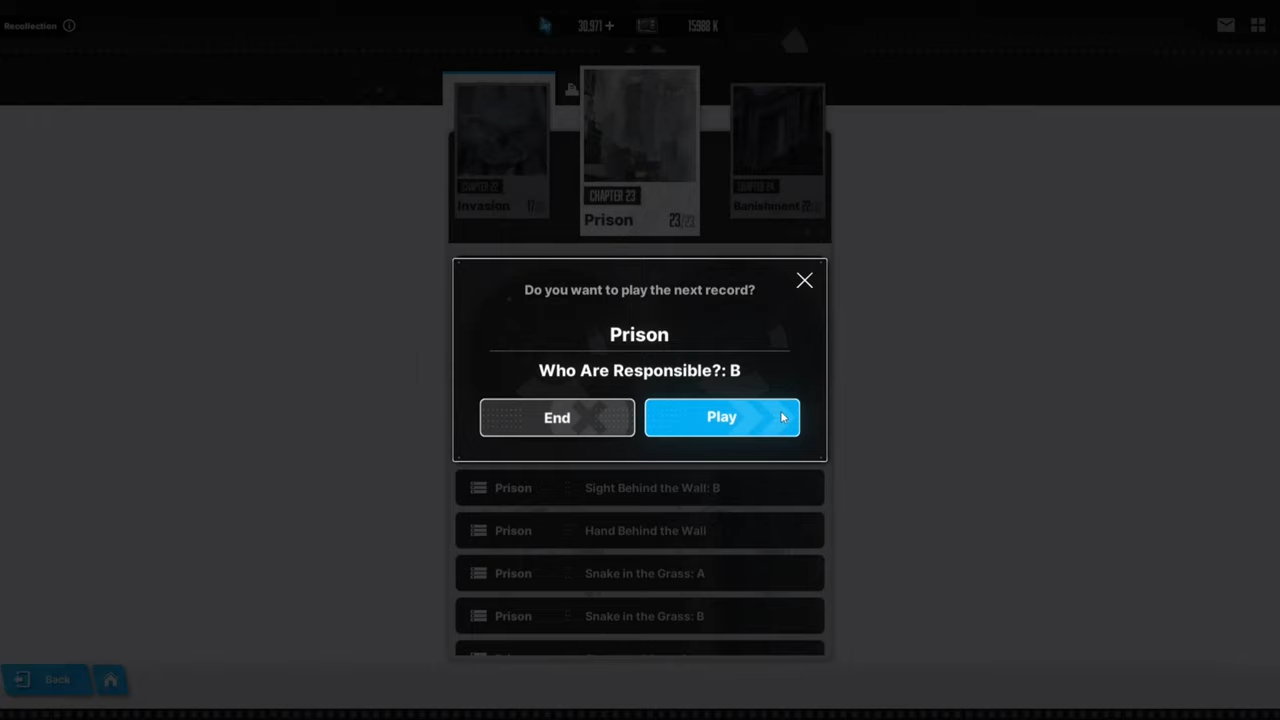 Recollection
30,971 +
15988 K
CHAPTER 22
Invasion
CHAPTER 23
Prison 23/23
CHAPTER 24
Banishment
Do you want to play the next record?
Prison
Who Are Responsible?: B
End
Play
Prison Sight Behind the Wall: B
Prison Hand Behind the Wall
Prison Snake in the Grass: A
Prison Snake in the Grass: B
Back